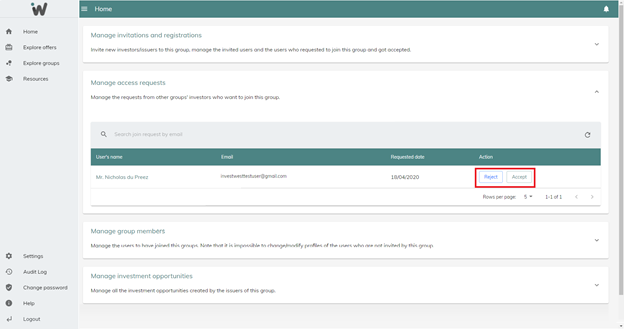 W
Home
Home
Explore offers
Explore groups
Resources
Settings
Audit Log
Change password
Help
Logout
Manage invitations and registrations
Invite new investors/issuers to this group, manage the invited users and the users who requested to join this group and got accepted.
Manage access requests
Manage the requests from other groups' investors who want to join this group.
Search join request by email
User's name Email Requested date Action
Mr. Nicholas du Preez investwesttestuser@gmail.com 18/04/2020 Reject Accept
Rows per page: 5 1-1 of 1
Manage group members
Manage the users to have joined this groups. Note that it is impossible to change/modify profiles of the users who are not invited by this group.
Manage investment opportunities
Manage all the investment opportunities created by the issuers of this group.